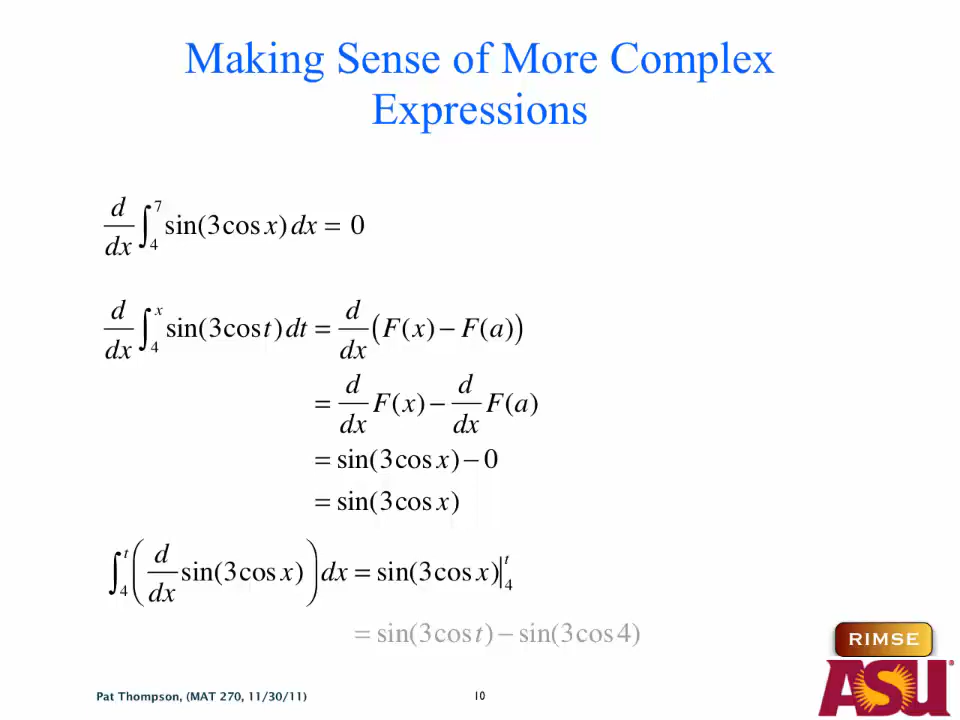 Making Sense of More Complex
Expressions
d/dx ∫₄⁷ sin(3cos x) dx = 0
d/dx ∫₄ˣ sin(3cos t) dt = d/dx (F(x) − F(a))
= d/dx F(x) − d/dx F(a)
= sin(3cos x) − 0
= sin(3cos x)
∫₄ᵗ (d/dx sin(3cos x)) dx = sin(3cos x)|₄ᵗ
= sin(3cos t) − sin(3cos 4)
RIMSE
ASU
Pat Thompson, (MAT 270, 11/30/11)
10